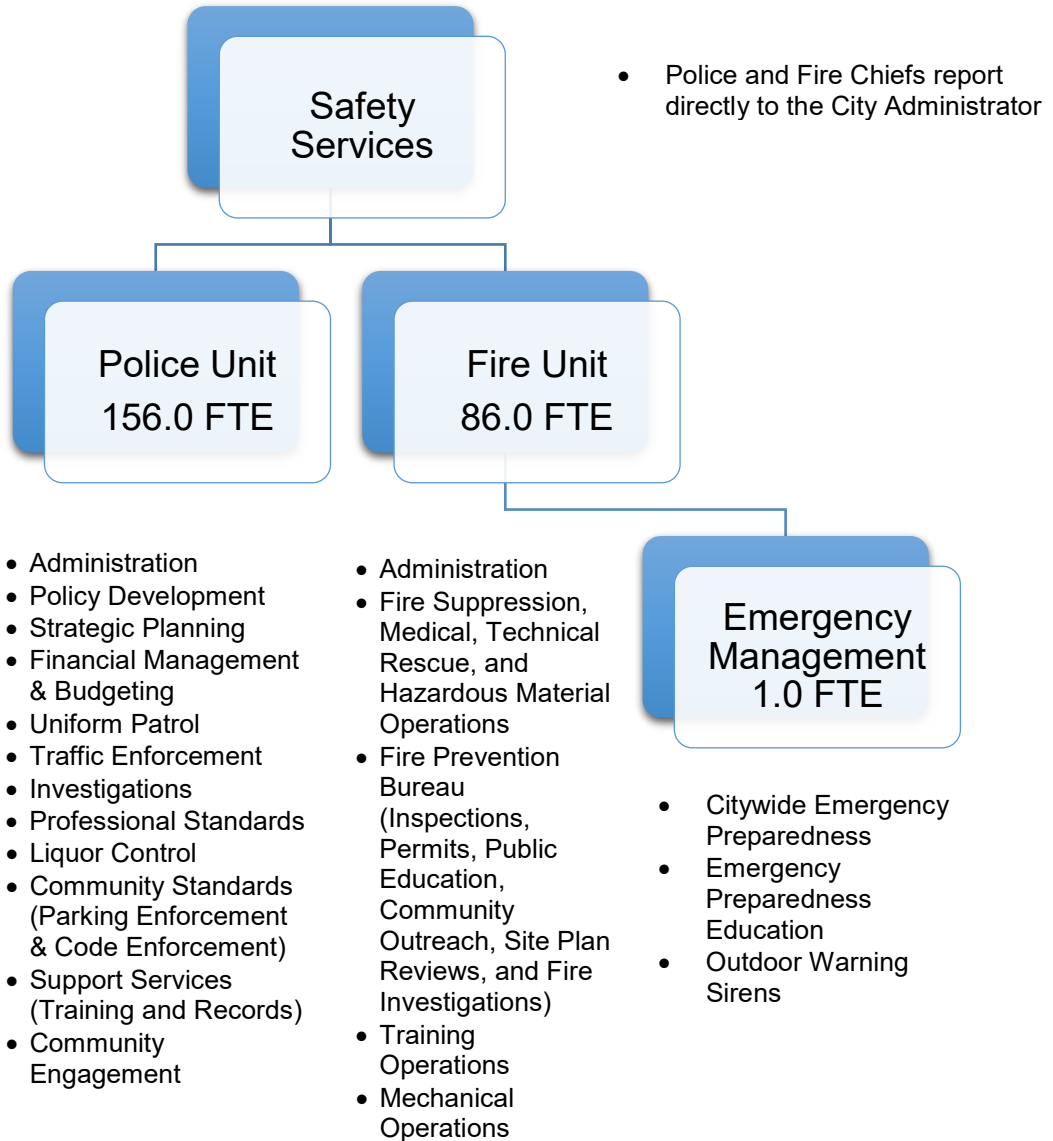 Safety
Services
• Police and Fire Chiefs report
directly to the City Administrator
Police Unit
156.0 FTE
Fire Unit
86.0 FTE
• Administration
• Policy Development
• Strategic Planning
• Financial Management
& Budgeting
• Uniform Patrol
• Traffic Enforcement
• Investigations
• Professional Standards
• Liquor Control
• Community Standards
(Parking Enforcement
& Code Enforcement)
• Support Services
(Training and Records)
• Community
Engagement
• Administration
• Fire Suppression,
Medical, Technical
Rescue, and
Hazardous Material
Operations
• Fire Prevention
Bureau
(Inspections,
Permits, Public
Education,
Community
Outreach, Site Plan
Reviews, and Fire
Investigations)
• Training
Operations
• Mechanical
Operations
Emergency
Management
1.0 FTE
• Citywide Emergency
Preparedness
• Emergency
Preparedness
Education
• Outdoor Warning
Sirens